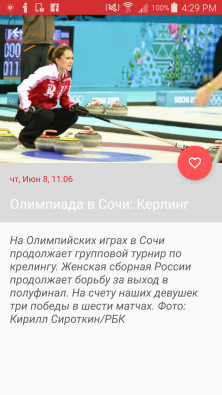 100% 4:29 PM
SOCHI 2014
чт, Июн 8, 11:06
Олимпиада в Сочи: Керлинг
На Олимпийских играх в Сочи
продолжает групповой турнир по
крелингу. Женская сборная России
продолжает борьбу за выход в
полуфинал. На счету наших девушек
три победы в шести матчах. Фото:
Кирилл Сироткин/РБК